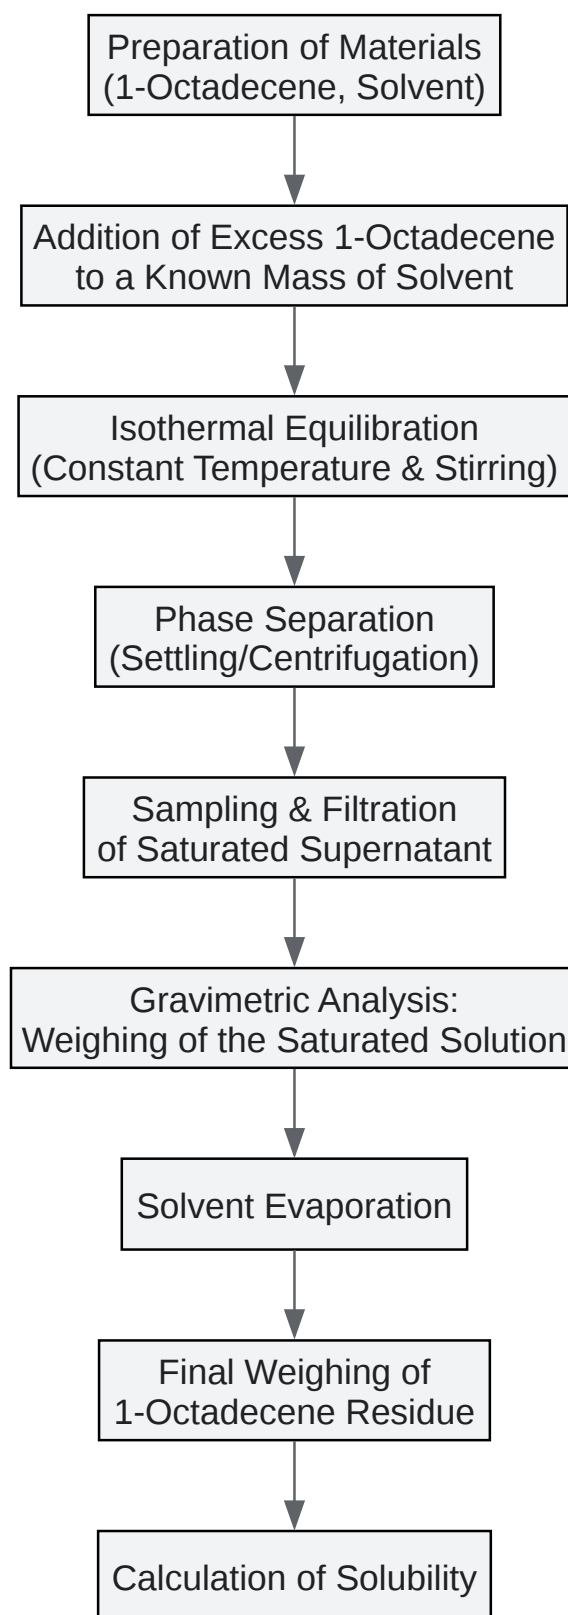 Preparation of Materials
(1-Octadecene, Solvent)
Addition of Excess 1-Octadecene
to a Known Mass of Solvent
Isothermal Equilibration
(Constant Temperature & Stirring)
Phase Separation
(Settling/Centrifugation)
Sampling & Filtration
of Saturated Supernatant
Gravimetric Analysis:
Weighing of the Saturated Solution
Solvent Evaporation
Final Weighing of
1-Octadecene Residue
Calculation of Solubility